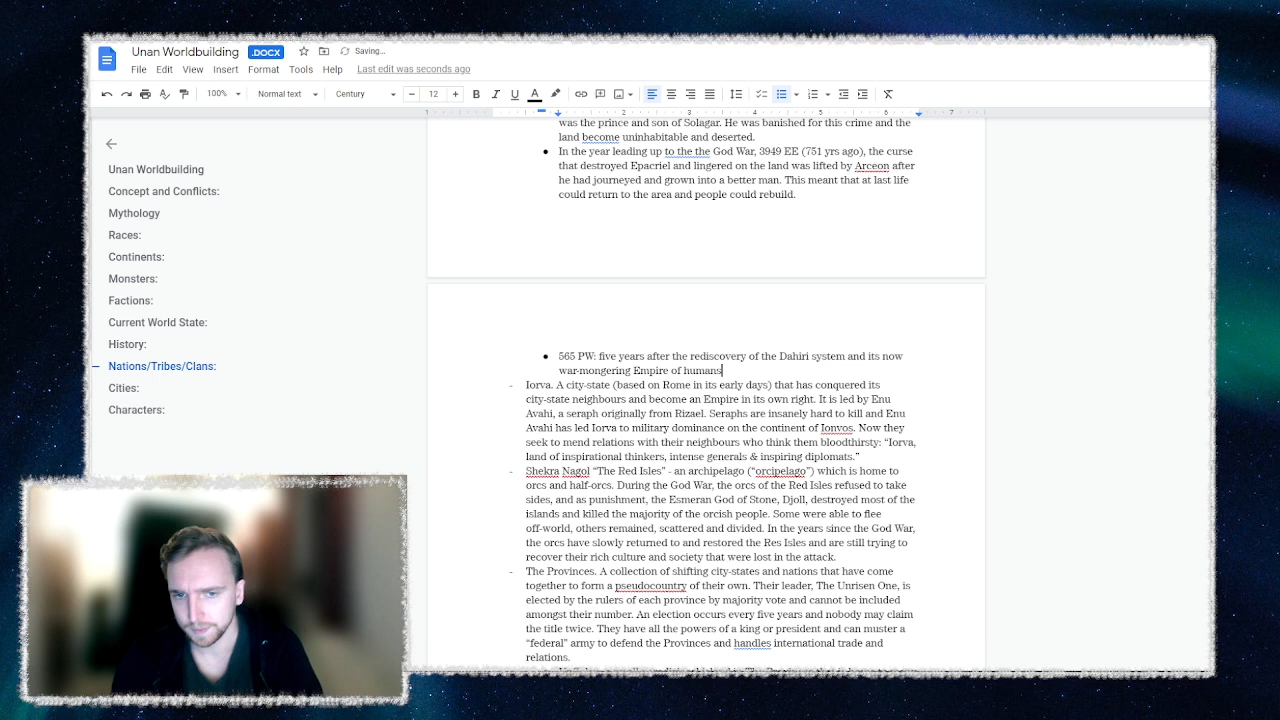 Unan Worldbuilding .DOCX Saving...
File Edit View Insert Format Tools Help Last edit was seconds ago
100% Normal text Century 12 B I U A
1 2 3 4 5 6 7
Unan Worldbuilding
Concept and Conflicts:
Mythology
Races:
Continents:
Monsters:
Factions:
Current World State:
History:
Nations/Tribes/Clans:
Cities:
Characters:
was the prince and son of Solagar. He was banished for this crime and the
land become uninhabitable and deserted.
● In the year leading up to the the God War, 3949 EE (751 yrs ago), the curse
that destroyed Epacriel and lingered on the land was lifted by Arceon after
he had journeyed and grown into a better man. This meant that at last life
could return to the area and people could rebuild.
● 565 PW: five years after the rediscovery of the Dahiri system and its now
war-mongering Empire of humans
- Iorva. A city-state (based on Rome in its early days) that has conquered its
city-state neighbours and become an Empire in its own right. It is led by Enu
Avahi, a seraph originally from Rizael. Seraphs are insanely hard to kill and Enu
Avahi has led Iorva to military dominance on the continent of Ionvos. Now they
seek to mend relations with their neighbours who think them bloodthirsty: “Iorva,
land of inspirational thinkers, intense generals & inspiring diplomats.”
- Shekra Nagol “The Red Isles” - an archipelago (“orcipelago”) which is home to
orcs and half-orcs. During the God War, the orcs of the Red Isles refused to take
sides, and as punishment, the Esmeran God of Stone, Djoll, destroyed most of the
islands and killed the majority of the orcish people. Some were able to flee
off-world, others remained, scattered and divided. In the years since the God War,
the orcs have slowly returned to and restored the Res Isles and are still trying to
recover their rich culture and society that were lost in the attack.
- The Provinces. A collection of shifting city-states and nations that have come
together to form a pseudocountry of their own. Their leader, The Unrisen One, is
elected by the rulers of each province by majority vote and cannot be included
amongst their number. An election occurs every five years and nobody may claim
the title twice. They have all the powers of a king or president and can muster a
“federal” army to defend the Provinces and handles international trade and
relations.